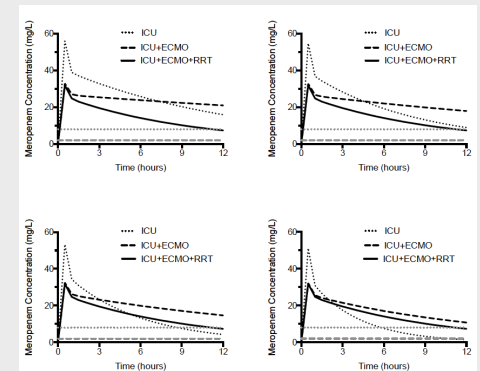 Meropenem Concentration (mg/L)
60
40
20
0
0 3 6 9 12
Time (hours)
ICU
ICU+ECMO
ICU+ECMO+RRT
Meropenem Concentration (mg/L)
60
40
20
0
0 3 6 9 12
Time (hours)
ICU
ICU+ECMO
ICU+ECMO+RRT
Meropenem Concentration (mg/L)
60
40
20
0
0 3 6 9 12
Time (hours)
ICU
ICU+ECMO
ICU+ECMO+RRT
Meropenem Concentration (mg/L)
60
40
20
0
0 3 6 9 12
Time (hours)
ICU
ICU+ECMO
ICU+ECMO+RRT